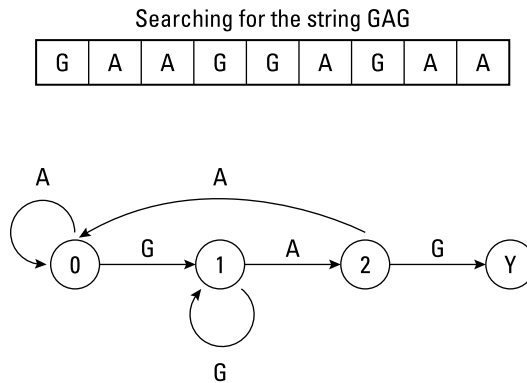 Searching for the string GAG
G A A G G A G A A
A A
0 G 1 A 2 G Y
G